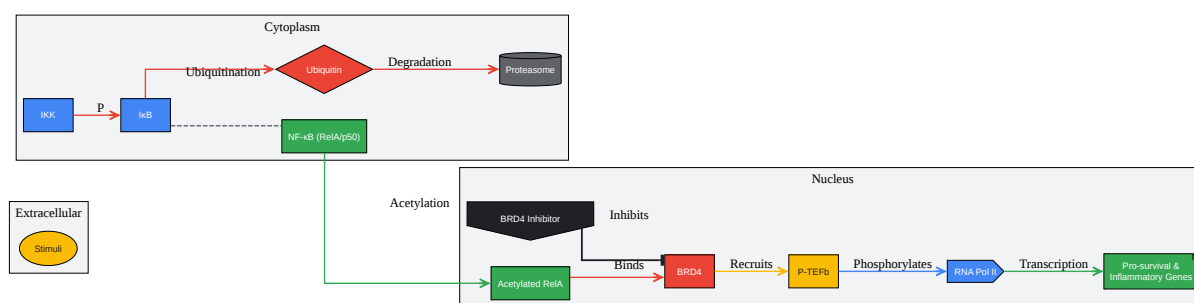 Cytoplasm
Ubiquitin
Ubiquitination
Degradation
Proteasome
IKK
P
IκB
NF-κB (RelA/p50)
Nucleus
Acetylation
Extracellular
Stimuli
BRD4 Inhibitor
Inhibits
Acetylated RelA
Binds
BRD4
Recruits
P-TEFb
Phosphorylates
RNA Pol II
Transcription
Pro-survival &
Inflammatory Genes